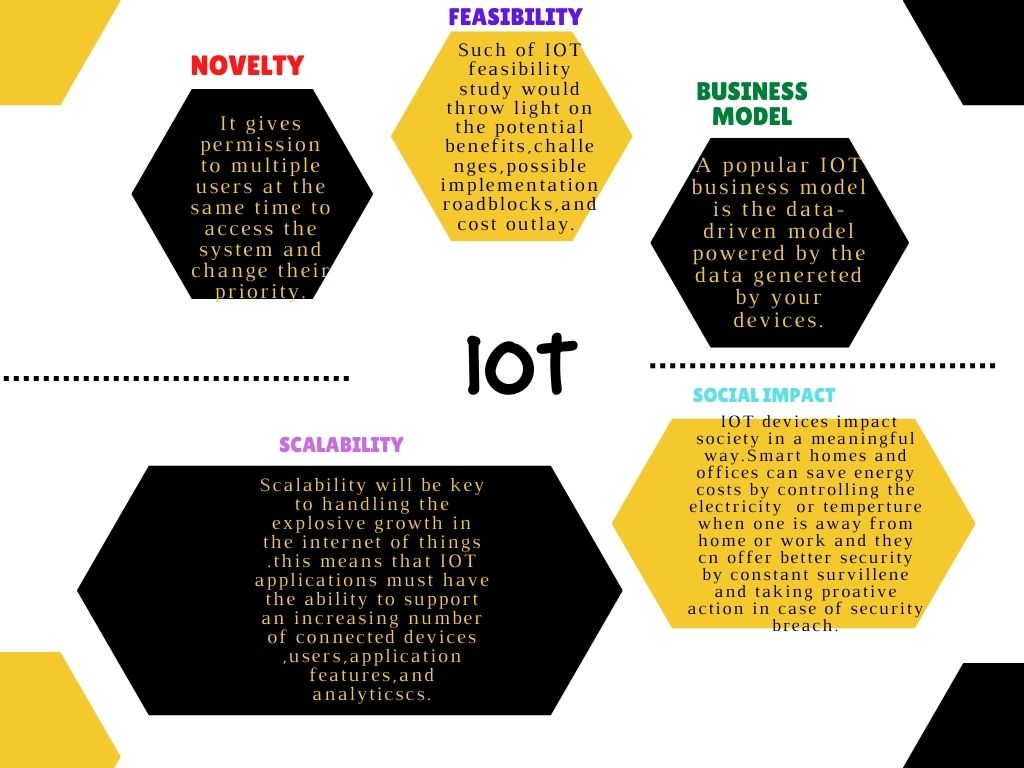 FEASIBILITY
Such of IOT
feasibility
study would
throw light on
the potential
benefits,challe
nges,possible
implementation
roadblocks,and
cost outlay.
NOVELTY
It gives
permission
to multiple
users at the
same time to
access the
system and
change their
priority.
BUSINESS
MODEL
A popular IOT
business model
is the data-
driven model
powered by the
data genereted
by your
devices.
IOT
SOCIAL IMPACT
IOT devices impact
society in a meaningful
way.Smart homes and
offices can save energy
costs by controlling the
electricity  or temperture
when one is away from
home or work and they
cn offer better security
by constant survillene
and taking proative
action in case of security
breach.
SCALABILITY
Scalability will be key
to handling the
explosive growth in
the internet of things
.this means that IOT
applications must have
the ability to support
an increasing number
of connected devices
,users,application
features,and
analyticscs.